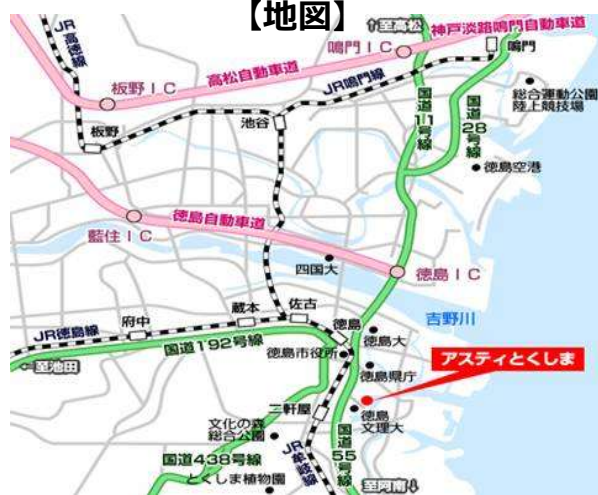 【地図】
↑至高松
神戸淡路鳴門自動車道
JR高徳線
鳴門IC
鳴門
高松自動車道
板野IC
JR鳴門線
総合運動公園
陸上競技場
国道11号線
国道28号線
池谷
板野
徳島空港
徳島自動車道
藍住IC
四国大
徳島IC
吉野川
佐古
蔵本
府中
徳島
JR徳島線
徳島大
国道192号線
徳島市役所
アスティとくしま
←至池田
徳島県庁
二軒屋
徳島
文理大
文化の森
総合公園
JR牟岐線
国道55号線
国道438号線
とくしま植物園
至阿南↓